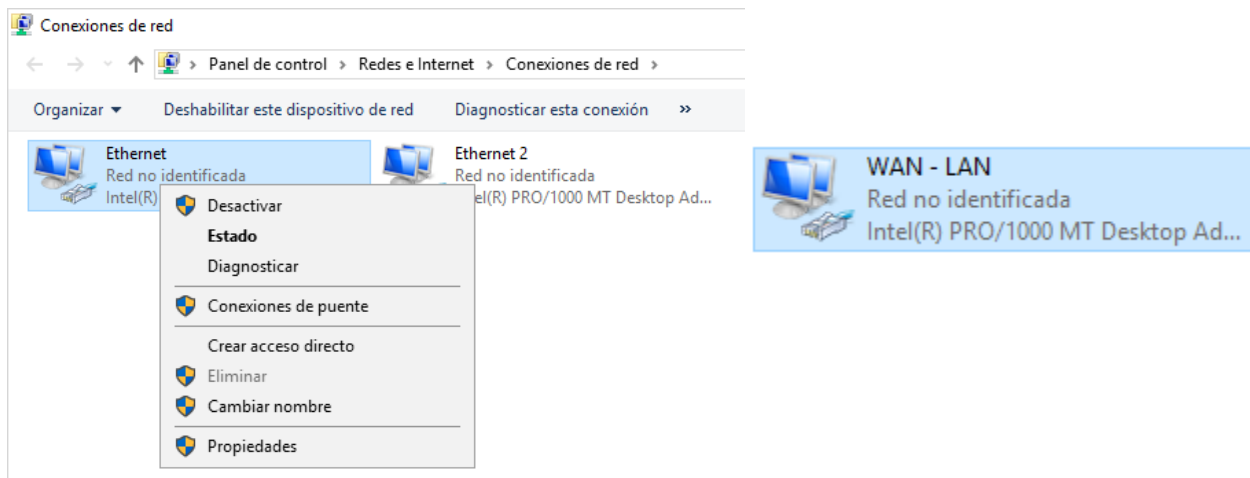 Conexiones de red
Panel de control > Redes e Internet > Conexiones de red >
Organizar Deshabilitar este dispositivo de red Diagnosticar esta conexión »
Ethernet
Red no identificada
Intel(R)
Ethernet 2
Red no identificada
el(R) PRO/1000 MT Desktop Ad...
Desactivar
Estado
Diagnosticar
Conexiones de puente
Crear acceso directo
Eliminar
Cambiar nombre
Propiedades
WAN - LAN
Red no identificada
Intel(R) PRO/1000 MT Desktop Ad...